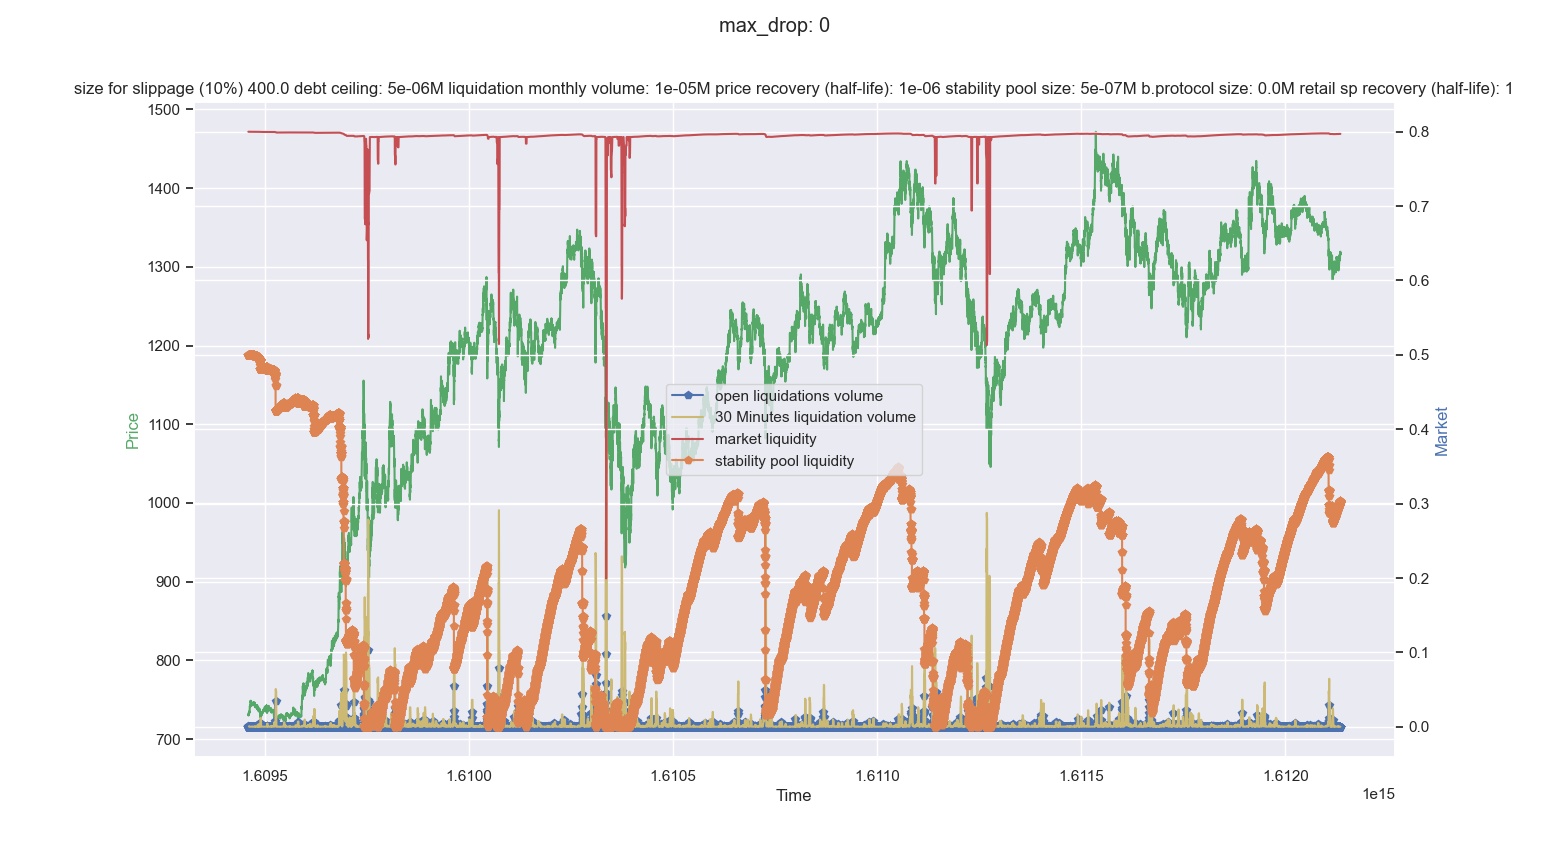 max_drop: 0
size for slippage (10%) 400.0 debt ceiling: 5e-06M liquidation monthly volume: 1e-05M price recovery (half-life): 1e-06 stability pool size: 5e-07M b.protocol size: 0.0M retail sp recovery (half-life): 1
1500
1400
1300
1200
1100
1000
900
800
700
Price
0.8
0.7
0.6
0.5
0.4
0.3
0.2
0.1
0.0
Market
open liquidations volume
30 Minutes liquidation volume
market liquidity
stability pool liquidity
1.6095
1.6100
1.6105
1.6110
1.6115
1.6120
1e15
Time